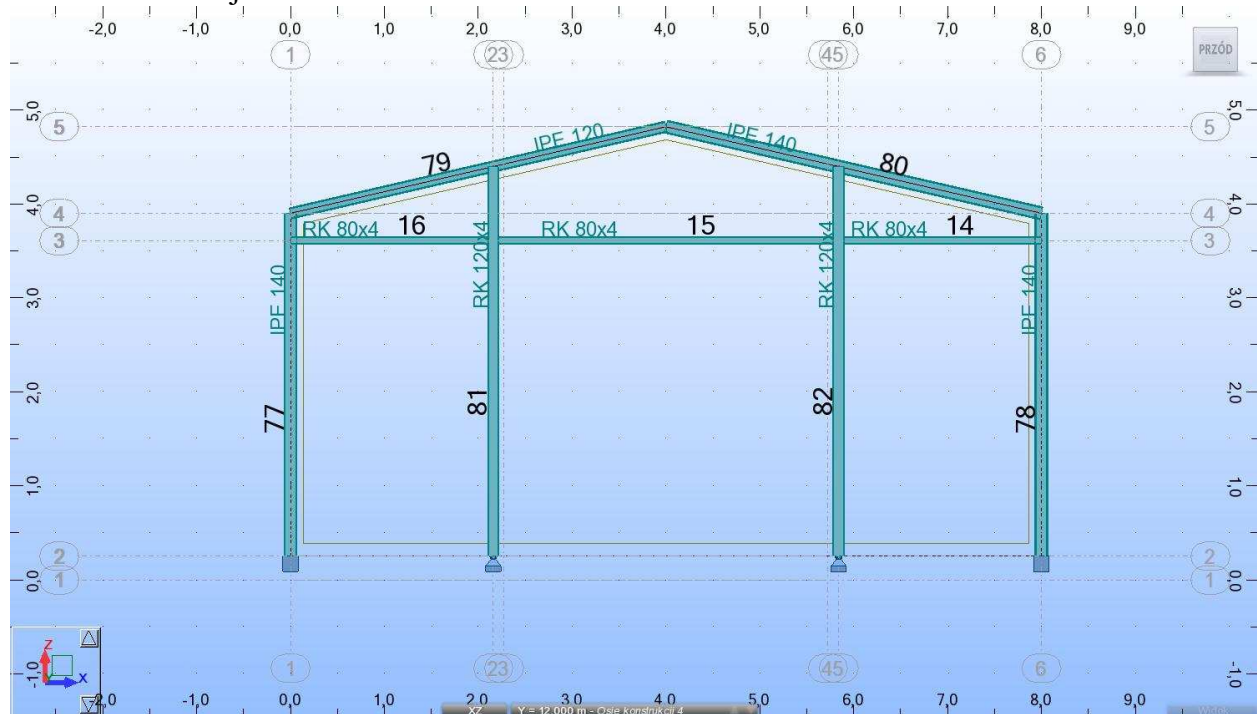 -2,0 -1,0 0,0 1,0 2,0 3,0 4,0 5,0 6,0 7,0 8,0 9,0
1 23 45 6
PRZÓD
5,0
5 5
IPE 120 IPE 140
79 80
4,0
4 4
3 3
RK 80x4 16 RK 80x4 15 RK 80x4 14
3,0 3,0
IPE 140 RK 120x4 RK 120x4 IPE 140
2,0 2,0
77 81 82 78
1,0 1,0
2 2
0,0 0,0
1 1
Z
X
-1,0 -1,0
1 23 45 6
-2,0 -1,0 0,0 1,0 2,0 3,0 4,0 5,0 6,0 7,0 8,0 9,0
XZ Y = 12,000 m - Osie konstrukcji 4